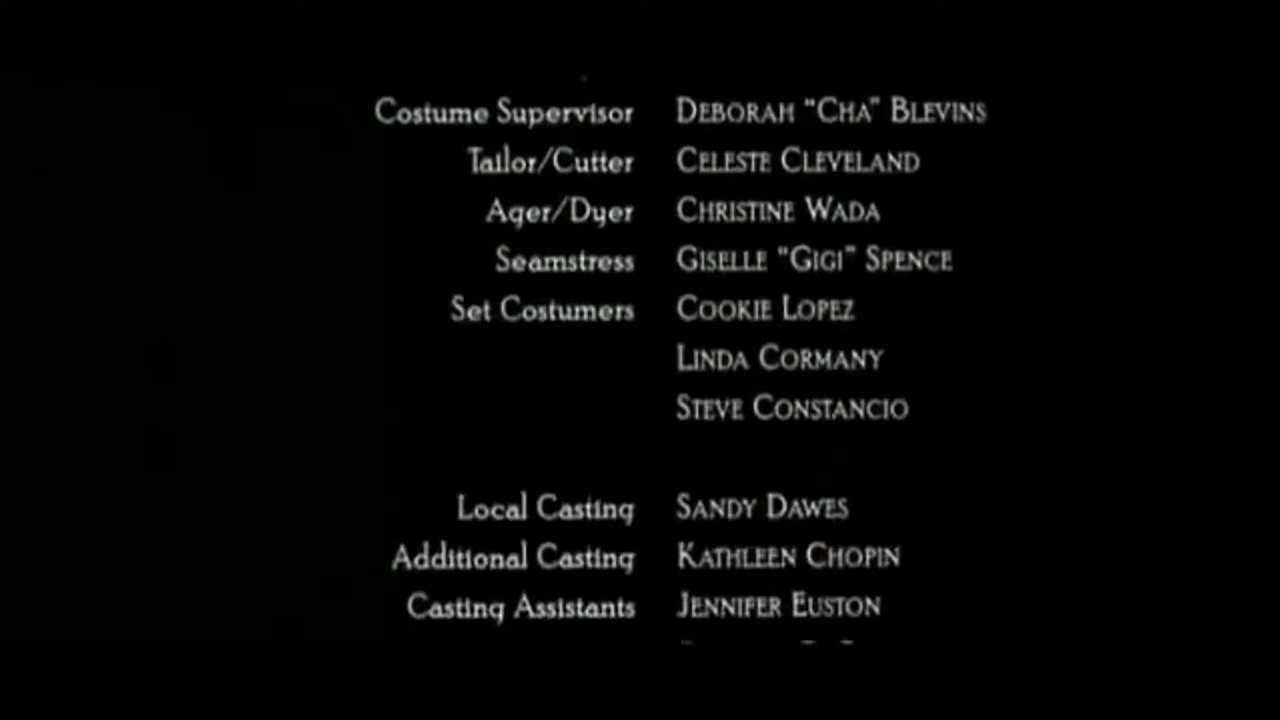 Costume Supervisor DEBORAH "CHA" BLEVINS
Tailor/Cutter CELESTE CLEVELAND
Ager/Dyer CHRISTINE WADA
Seamstress GISELLE "GIGI" SPENCE
Set Costumers COOKIE LOPEZ
LINDA CORMANY
STEVE CONSTANCIO
Local Casting SANDY DAWES
Additional Casting KATHLEEN CHOPIN
Casting Assistants JENNIFER EUSTON